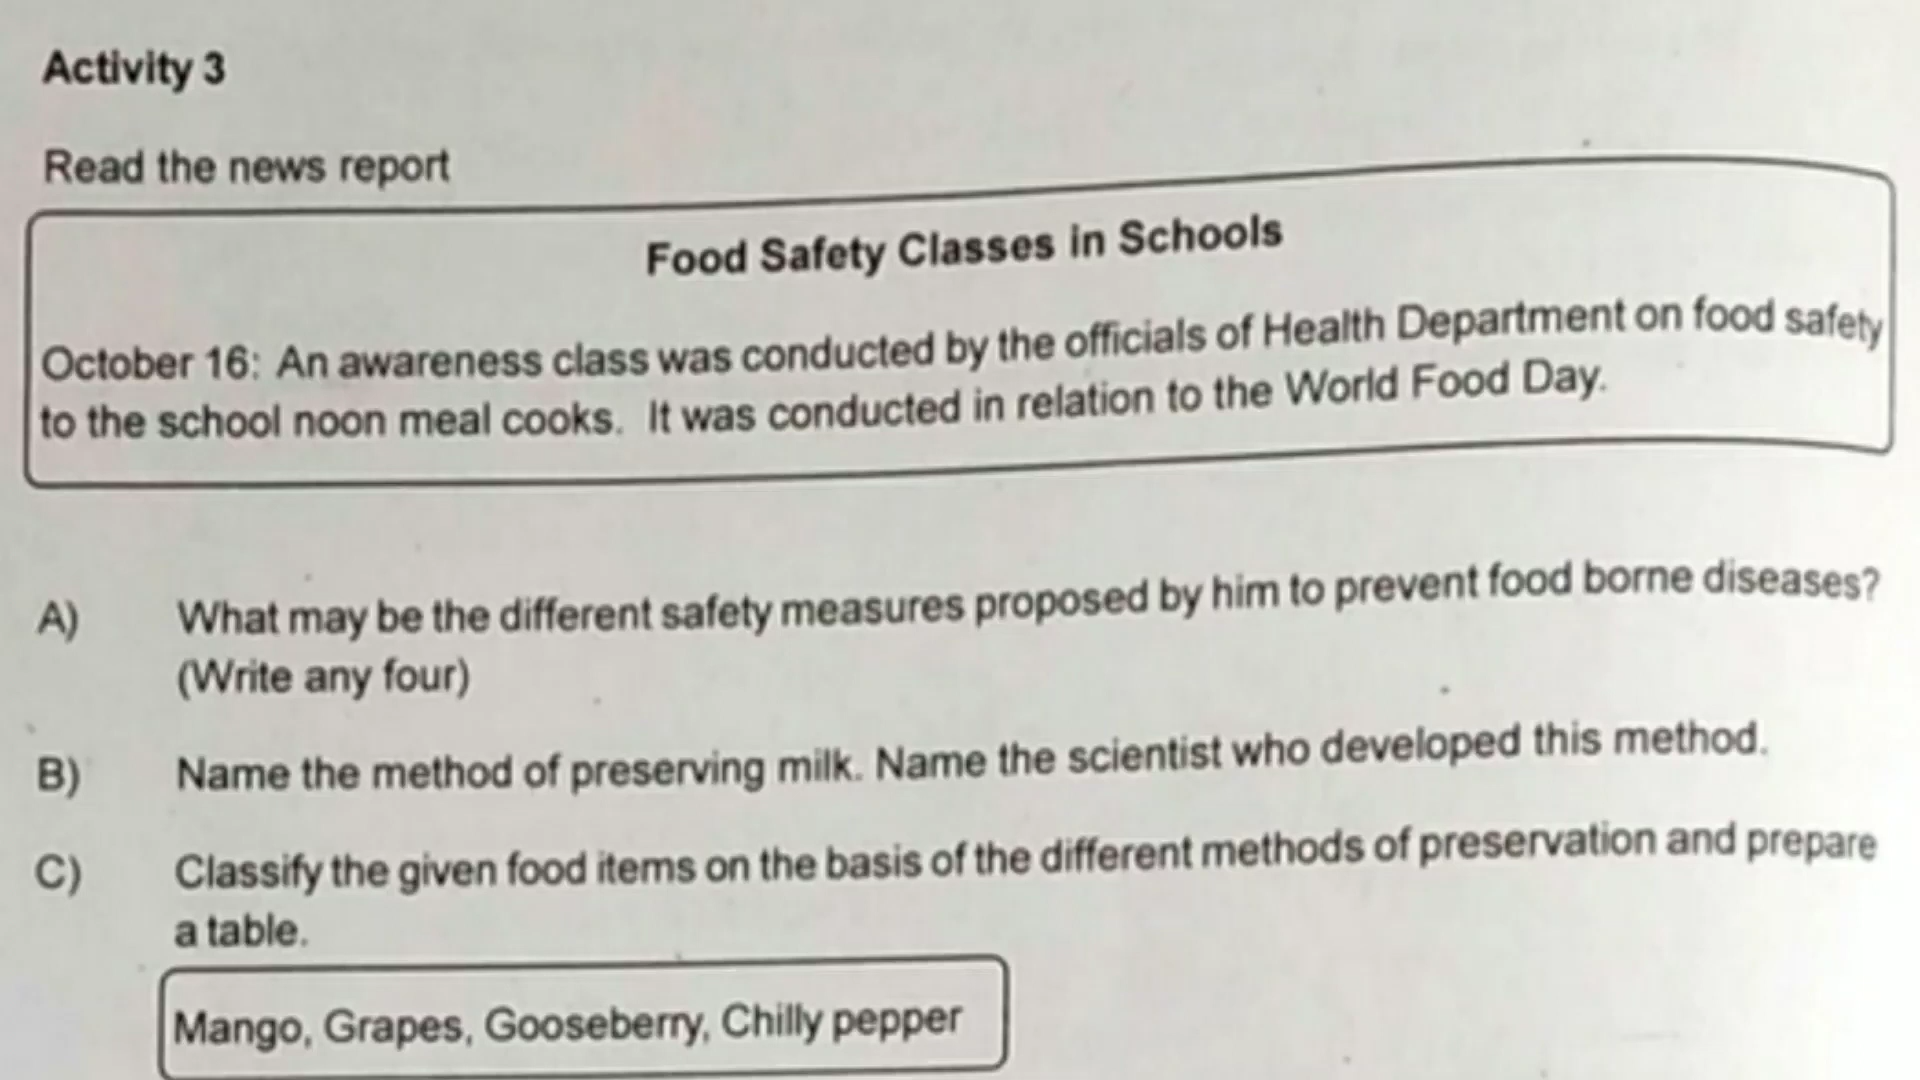 Activity 3
Read the news report
Food Safety Classes in Schools
October 16: An awareness class was conducted by the officials of Health Department on food safety
to the school noon meal cooks. It was conducted in relation to the World Food Day.
A) What may be the different safety measures proposed by him to prevent food borne diseases?
(Write any four)
B) Name the method of preserving milk. Name the scientist who developed this method.
C) Classify the given food items on the basis of the different methods of preservation and prepare
a table.
Mango, Grapes, Gooseberry, Chilly pepper